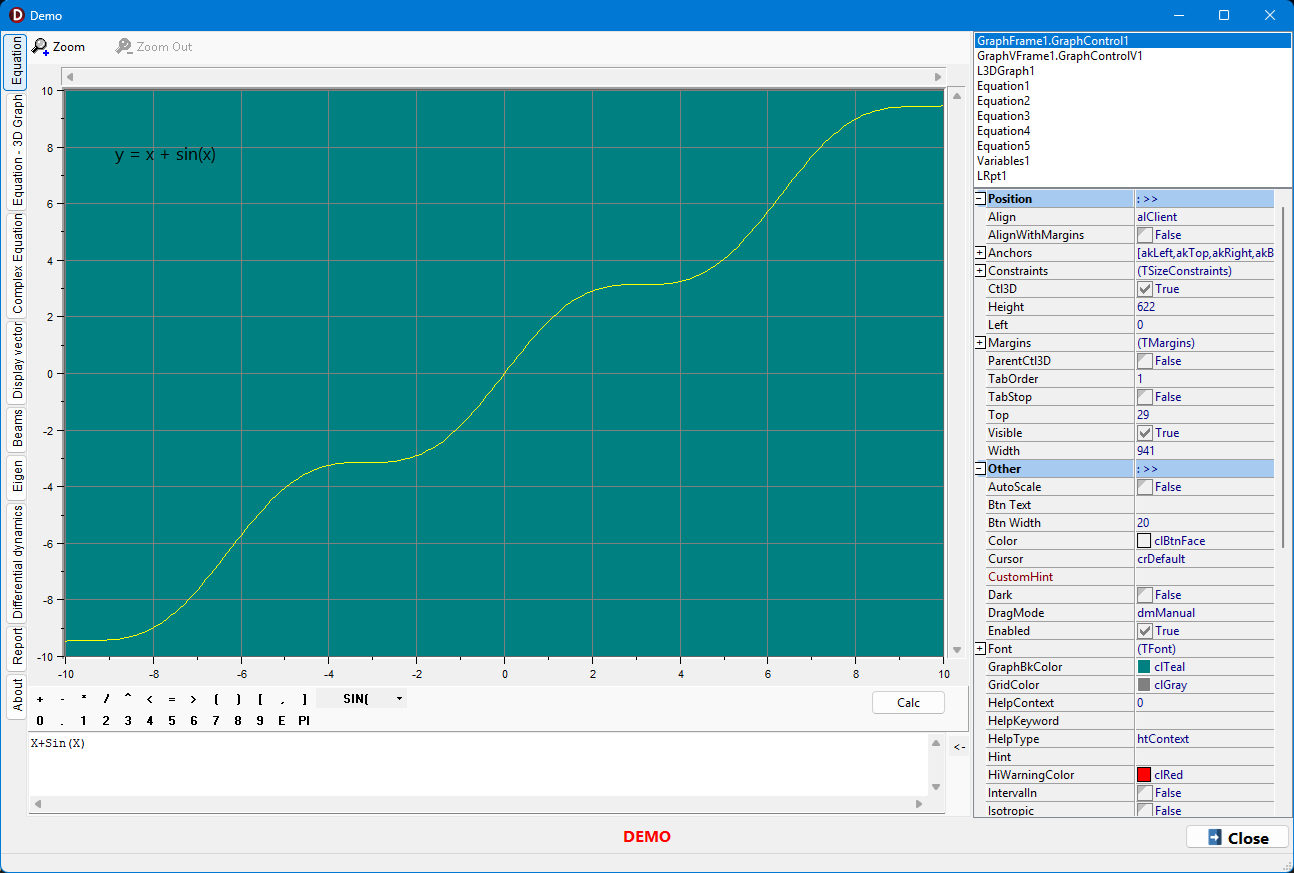 Demo
Equation
Equation - 3D Graph
Complex Equation
Display vector
Beams
Eigen
Differential dynamics
Report
About
Zoom
Zoom Out
10
8
6
4
2
0
-2
-4
-6
-8
-10
y = x + sin(x)
-10 -8 -6 -4 -2 0 2 4 6 8 10
+ - * / ^ < = > ( ) [ , ] SIN(
0 . 1 2 3 4 5 6 7 8 9 E PI
Calc
X+Sin(X)
<-
GraphFrame1.GraphControl1
GraphVFrame1.GraphControlV1
L3DGraph1
Equation1
Equation2
Equation3
Equation4
Equation5
Variables1
LRpt1
Position : >>
Align alClient
AlignWithMargins False
Anchors [akLeft,akTop,akRight,akB
Constraints (TSizeConstraints)
Ctl3D True
Height 622
Left 0
Margins (TMargins)
ParentCtl3D False
TabOrder 1
TabStop False
Top 29
Visible True
Width 941
Other : >>
AutoScale False
Btn Text
Btn Width 20
Color clBtnFace
Cursor crDefault
CustomHint
Dark False
DragMode dmManual
Enabled True
Font (TFont)
GraphBkColor clTeal
GridColor clGray
HelpContext 0
HelpKeyword
HelpType htContext
Hint
HiWarningColor clRed
IntervalIn False
Isotropic False
DEMO
Close